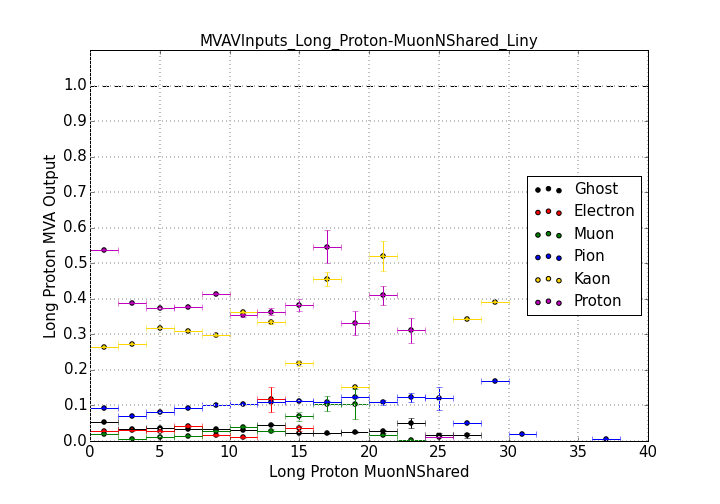 MVAVInputs_Long_Proton-MuonNShared_Liny
1.0
0.9
0.8
0.7
0.6
0.5
0.4
0.3
0.2
0.1
0.0
Long Proton MVA Output
Ghost
Electron
Muon
Pion
Kaon
Proton
0 5 10 15 20 25 30 35 40
Long Proton MuonNShared